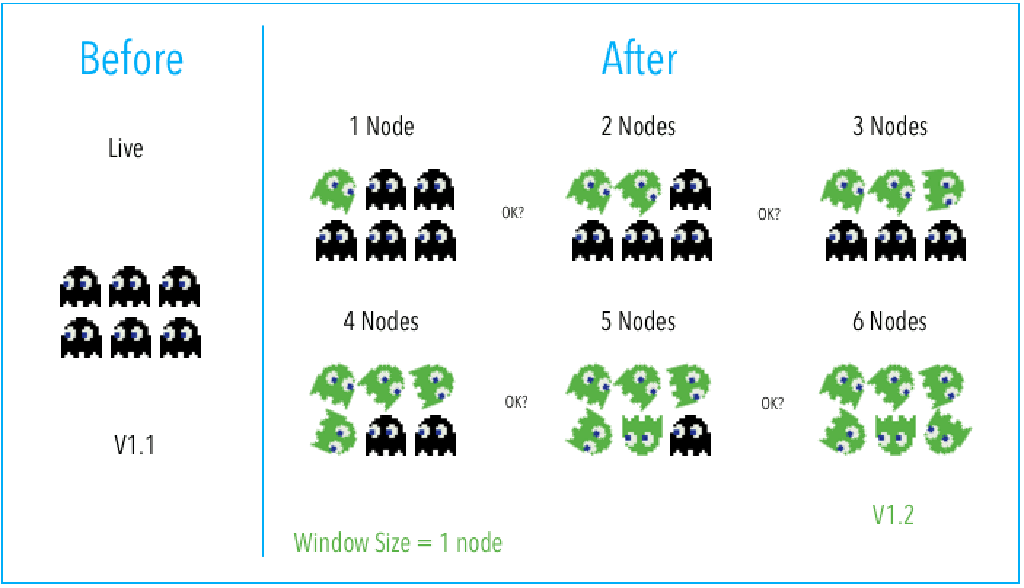 Before
Live
V1.1
After
1 Node
2 Nodes
3 Nodes
OK?
OK?
4 Nodes
5 Nodes
6 Nodes
OK?
OK?
V1.2
Window Size = 1 node